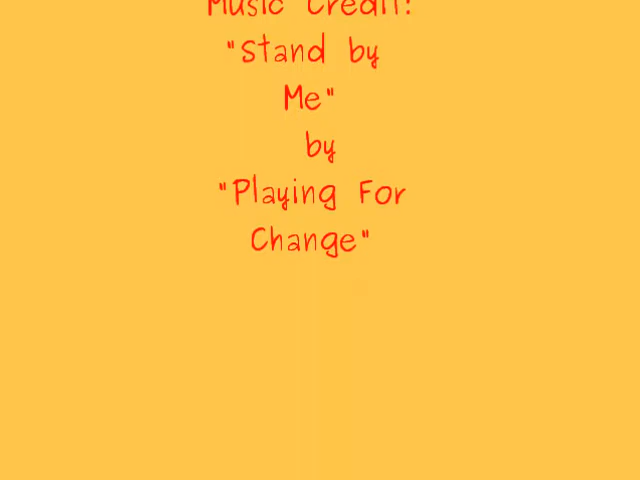 Music Credit:
"Stand by
Me"
by
"Playing For
Change"